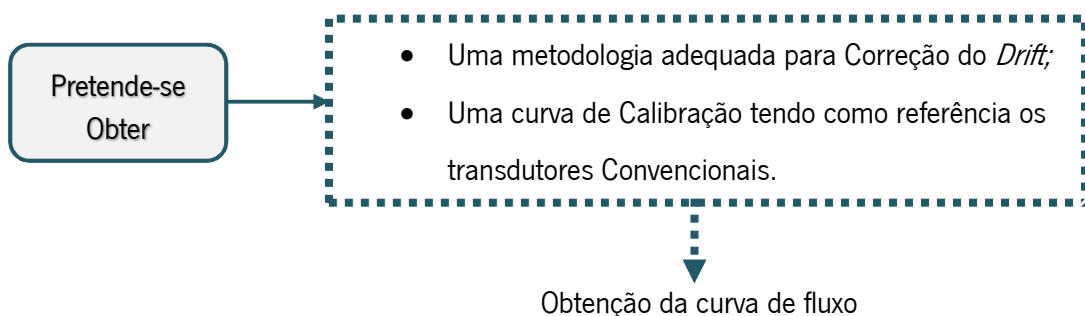 Pretende-se
Obter
• Uma metodologia adequada para Correção do Drift;
• Uma curva de Calibração tendo como referência os
transdutores Convencionais.
Obtenção da curva de fluxo